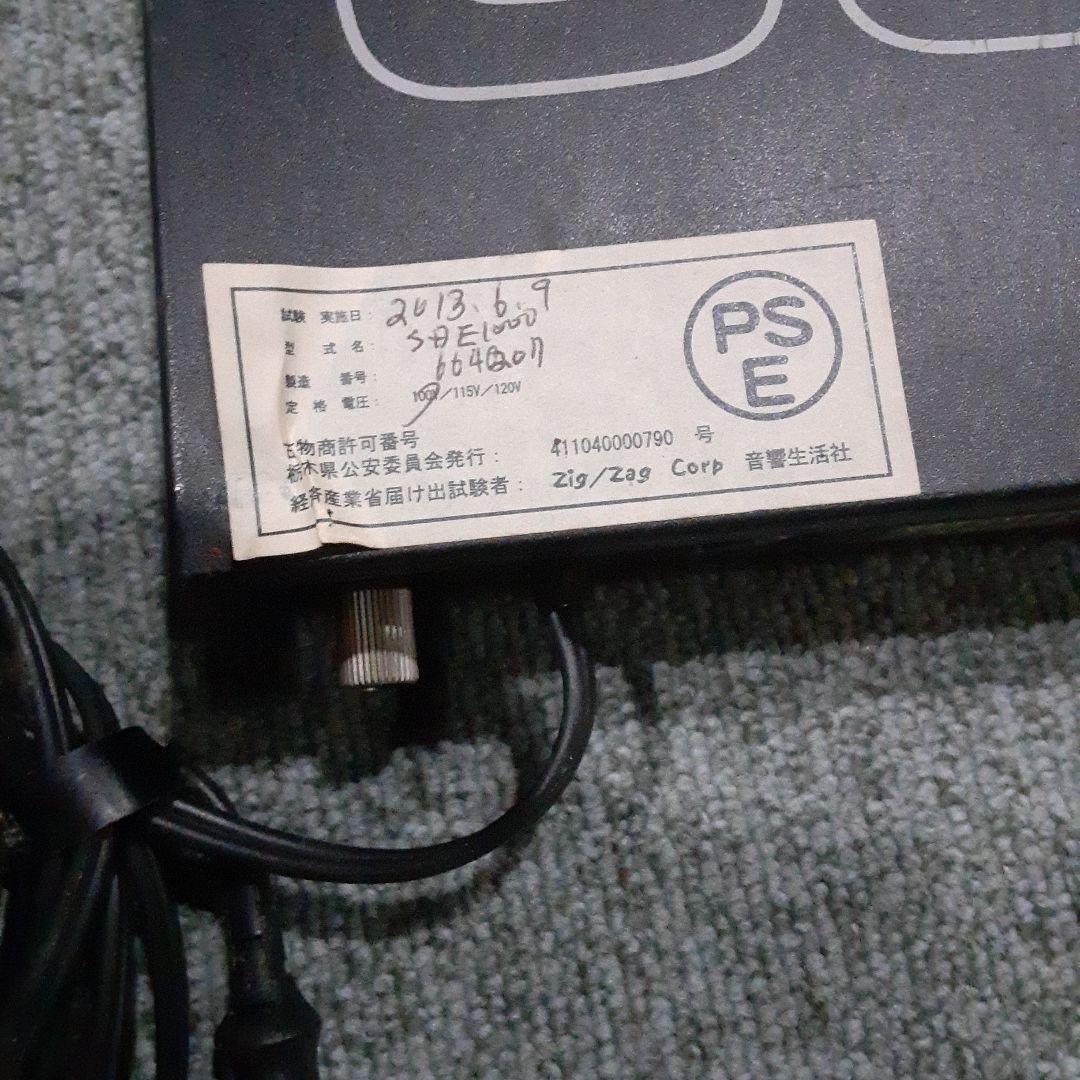 試験 実施日： 2013.6.9
型 式 名： SDE1000
製造 番号：
定 格 電圧： 100V／115V／120V
PS
E
古物商許可番号
栃木県公安委員会発行： 411040000790 号
経済産業省届け出試験者： Zig/Zag Corp 音響生活社